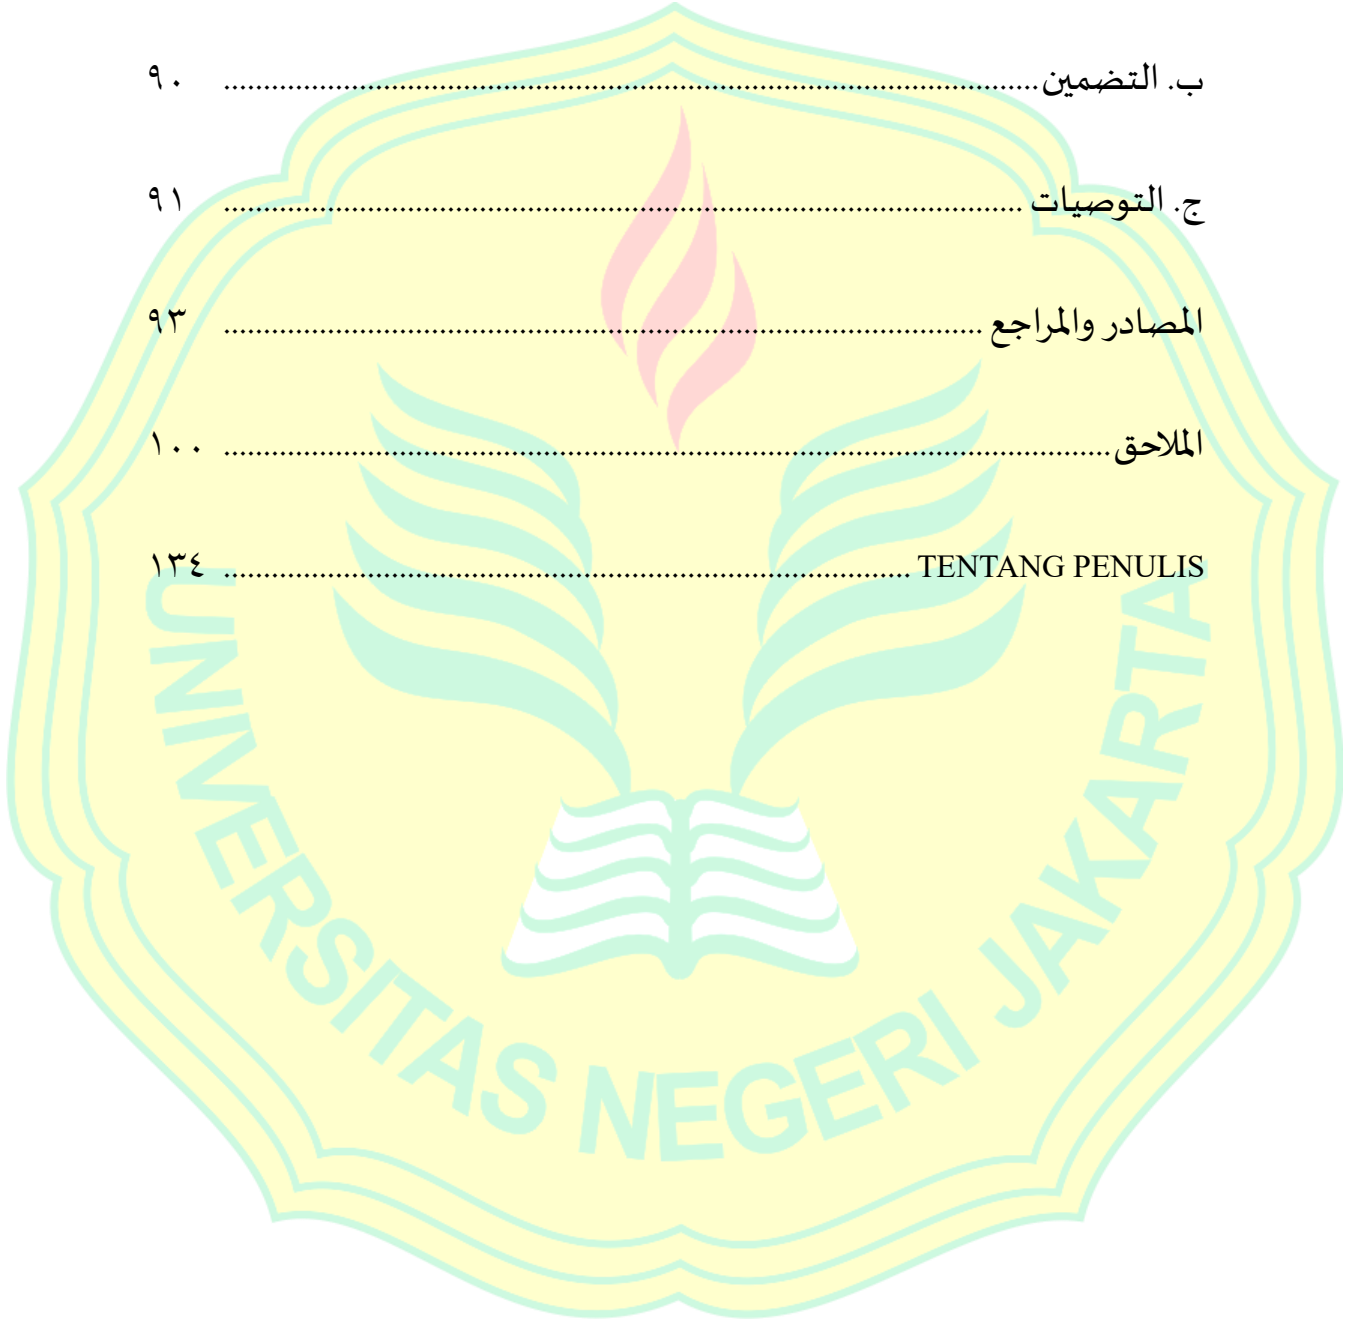 ب. التضمين ........................................ ٩٠
ج. التوصيات ........................................ ٩١
المصادر والمراجع ........................................ ٩٣
الملاحق ........................................ ١٠٠
TENTANG PENULIS ........................................ ١٣٤
UNIVERSITAS NEGERI JAKARTA